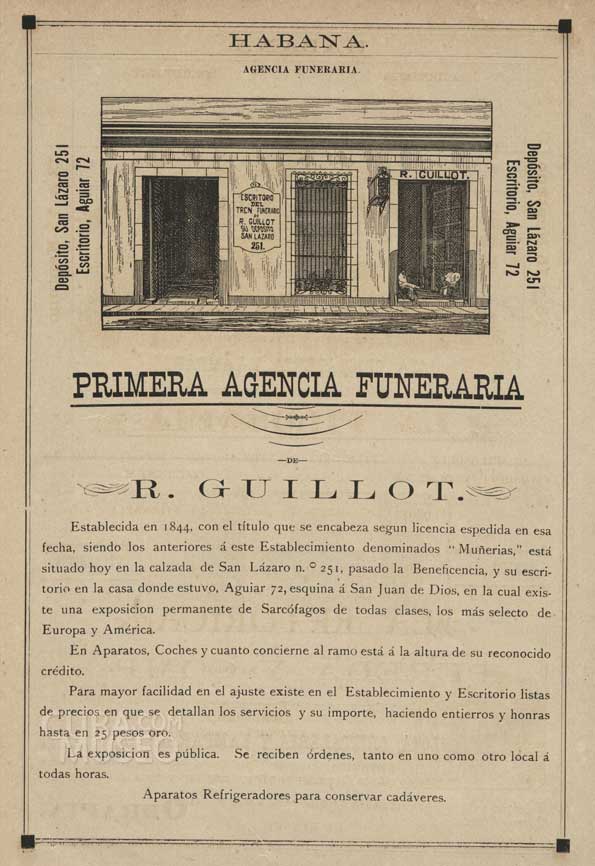 HABANA.
AGENCIA FUNERARIA.
Depósito, San Lázaro 251
Escritorio, Aguiar 72
ESCRITORIO
DEL
TREN FUNERARIO
DE
R. GUILLOT
SU DEPOSITO
SAN LAZARO
251.
R. GUILLOT.
Depósito, San Lázaro 251
Escritorio, Aguiar 72
PRIMERA AGENCIA FUNERARIA
—DE—
R. GUILLOT.
Establecida en 1844, con el título que se encabeza segun licencia espedida en esa
fecha, siendo los anteriores á este Establecimiento denominados "Muñerias," está
situado hoy en la calzada de San Lázaro n.º 251, pasado la Beneficencia, y su escri-
torio en la casa donde estuvo, Aguiar 72, esquina á San Juan de Dios, en la cual exis-
te una exposicion permanente de Sarcófagos de todas clases, los más selecto de
Europa y América.
En Aparatos, Coches y cuanto concierne al ramo está á la altura de su reconocido
crédito.
Para mayor facilidad en el ajuste existe en el Establecimiento y Escritorio listas
de precios en que se detallan los servicios y su importe, haciendo entierros y honras
hasta en 25 pesos oro.
La exposicion es pública. Se reciben órdenes, tanto en uno como otro local á
todas horas.
Aparatos Refrigeradores para conservar cadáveres.